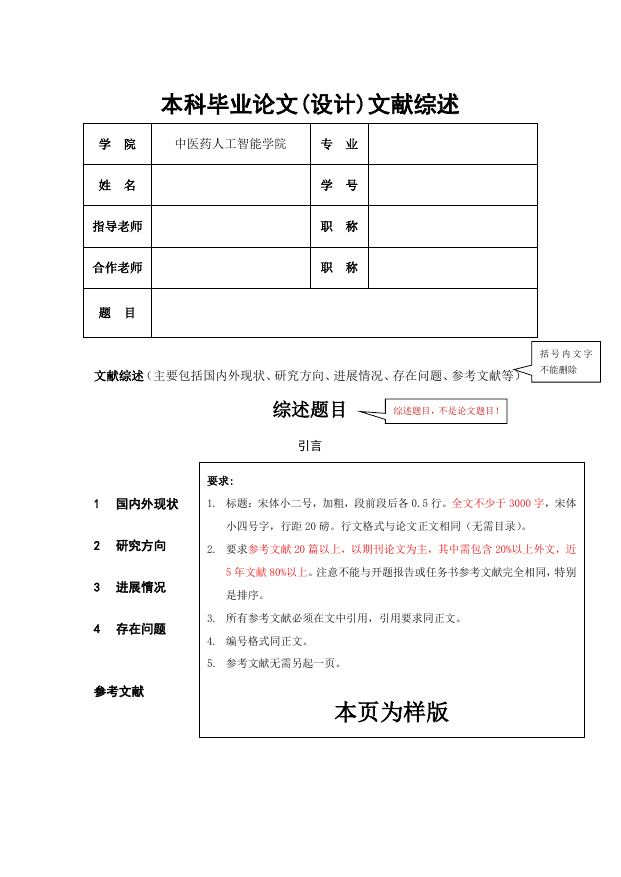 本科毕业论文(设计)文献综述
学 院 中医药人工智能学院 专 业
姓 名 学 号
指导老师 职 称
合作老师 职 称
题 目
括号内文字
不能删除
文献综述（主要包括国内外现状、研究方向、进展情况、存在问题、参考文献等）
综述题目
综述题目，不是论文题目！
引言
1 国内外现状
2 研究方向
3 进展情况
4 存在问题
参考文献
要求:
1. 标题：宋体小二号，加粗，段前段后各 0.5 行。全文不少于 3000 字，宋体
小四号字，行距 20 磅。行文格式与论文正文相同（无需目录）。
2. 要求参考文献 20 篇以上，以期刊论文为主，其中需包含 20%以上外文，近
5 年文献 80%以上。注意不能与开题报告或任务书参考文献完全相同，特别
是排序。
3. 所有参考文献必须在文中引用，引用要求同正文。
4. 编号格式同正文。
5. 参考文献无需另起一页。
本页为样版